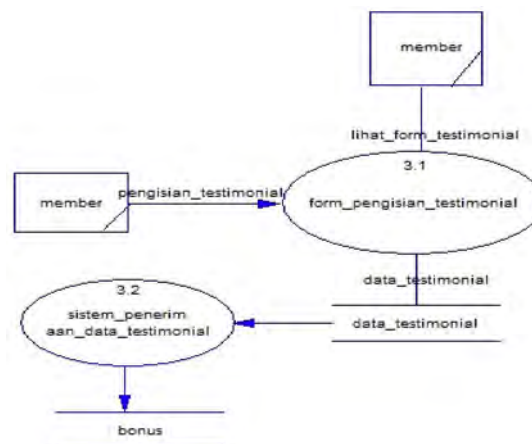 member
lihat_form_testimonial
3.1
form_pengisian_testimonial
member
pengisian_testimonial
data_testimonial
data_testimonial
3.2
sistem_penerim
aan_data_testimonial
bonus